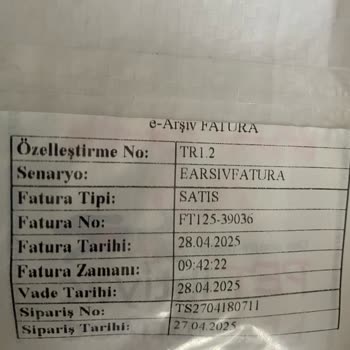 e-Arşiv FATURA
Özelleştirme No: TR1.2
Senaryo: EARSIVFATURA
Fatura Tipi: SATIS
Fatura No: FT125-39036
Fatura Tarihi: 28.04.2025
Fatura Zamanı: 09:42:22
Vade Tarihi: 28.04.2025
Sipariş No: TS2704180711
Sipariş Tarihi: 27.04.2025